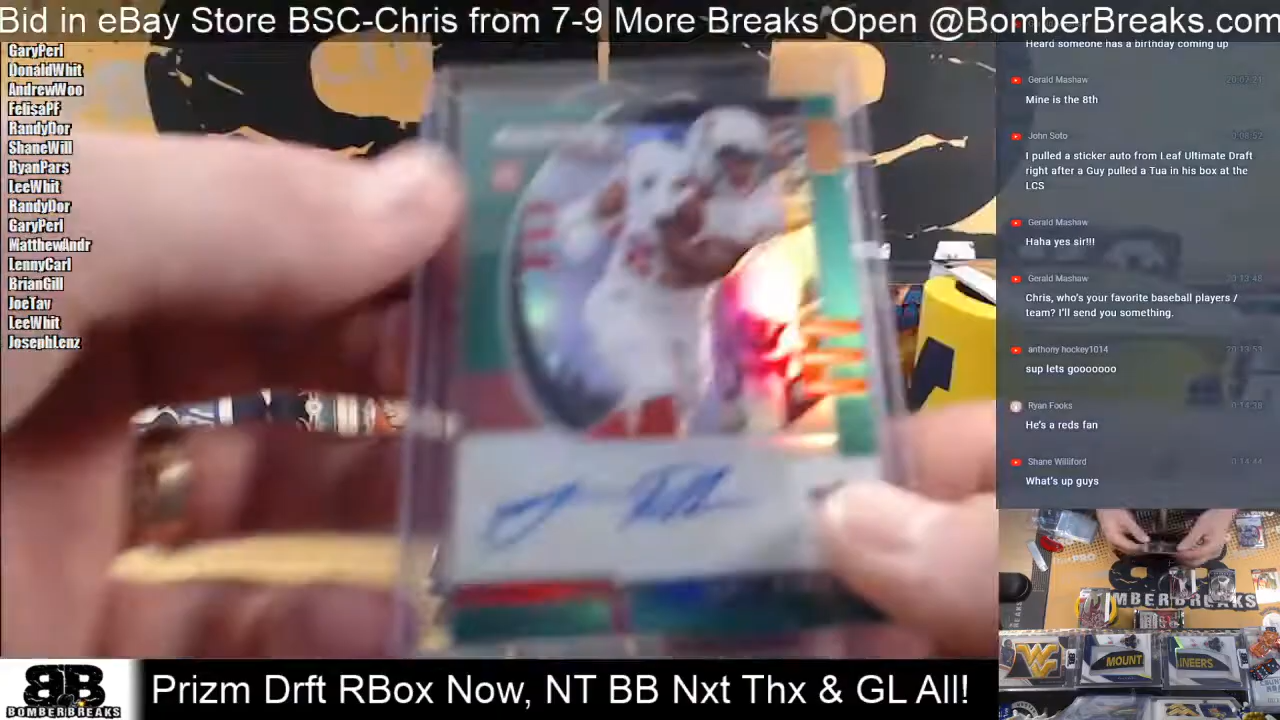 Bid in eBay Store BSC-Chris from 7-9 More Breaks Open @BomberBreaks.com
GaryPerl
DonaldWhit
AndrewWoo
FelisaPF
RandyDor
ShaneWill
RyanPars
LeeWhit
RandyDor
GaryPerl
MatthewAndr
LennyCarl
BrianGill
JoeTav
LeeWhit
JosephLenz
Heard someone has a birthday coming up
Gerald Mashaw
Mine is the 8th
John Soto
I pulled a sticker auto from Leaf Ultimate Draft
right after a Guy pulled a Tua in his box at the
LCS
Gerald Mashaw
Haha yes sir!!!
Gerald Mashaw
Chris, who's your favorite baseball players /
team? I'll send you something.
anthony hockey1014
sup lets gooooooo
Ryan Fooks
He's a reds fan
Shane Williford
What's up guys
BOMBERBREAKS
MOUNT
INEERS
BB
BOMBERBREAKS
Prizm Drft RBox Now, NT BB Nxt Thx & GL All!